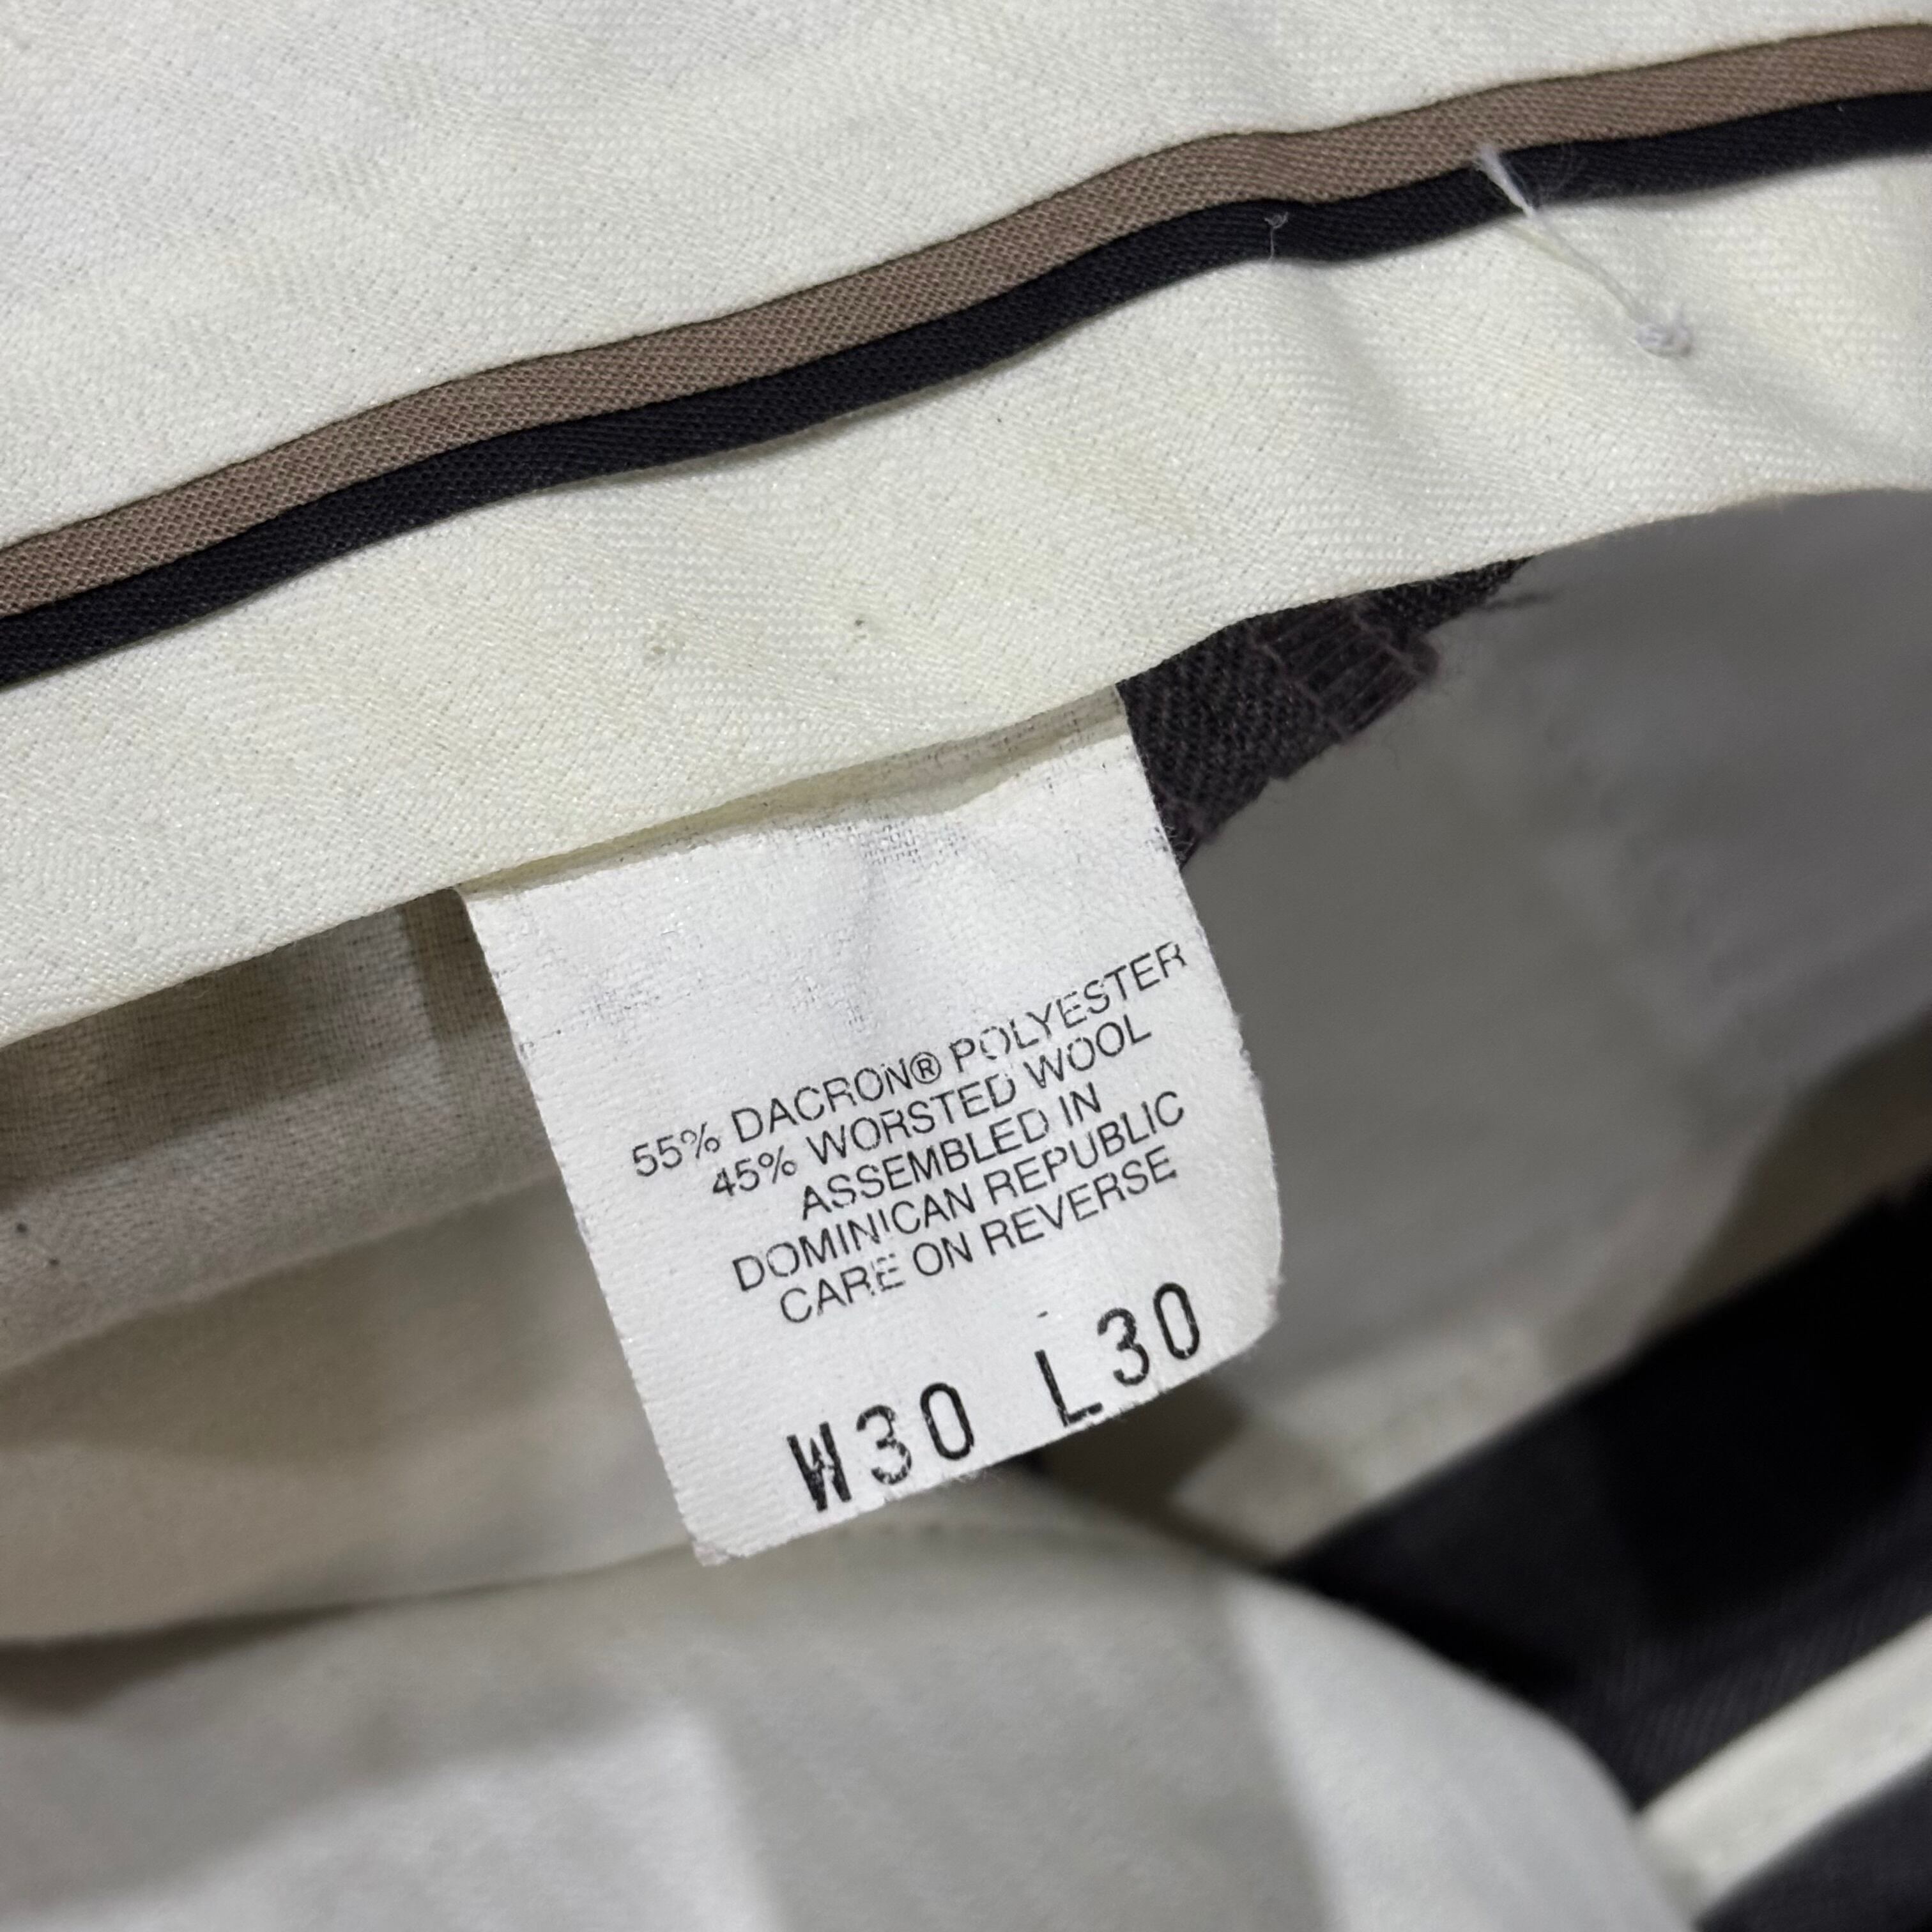 55% DACRON® POLYESTER
45% WORSTED WOOL
ASSEMBLED IN
DOMINICAN REPUBLIC
CARE ON REVERSE
W30 L30